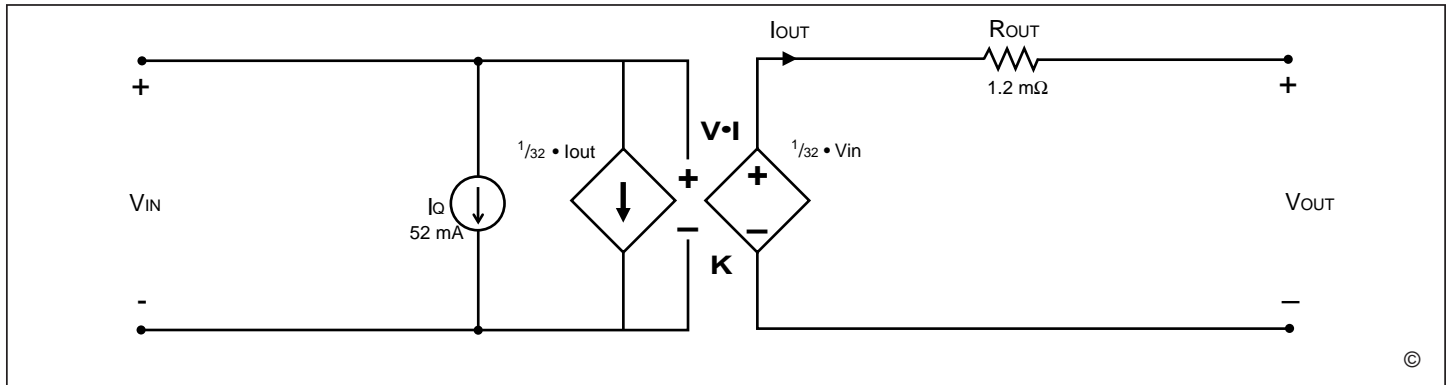 IOUT
ROUT
1.2 mΩ
+
+
V•I
1/32 • Iout
1/32 • Vin
+
+
VIN
IQ
52 mA
VOUT
–
–
K
-
–
©